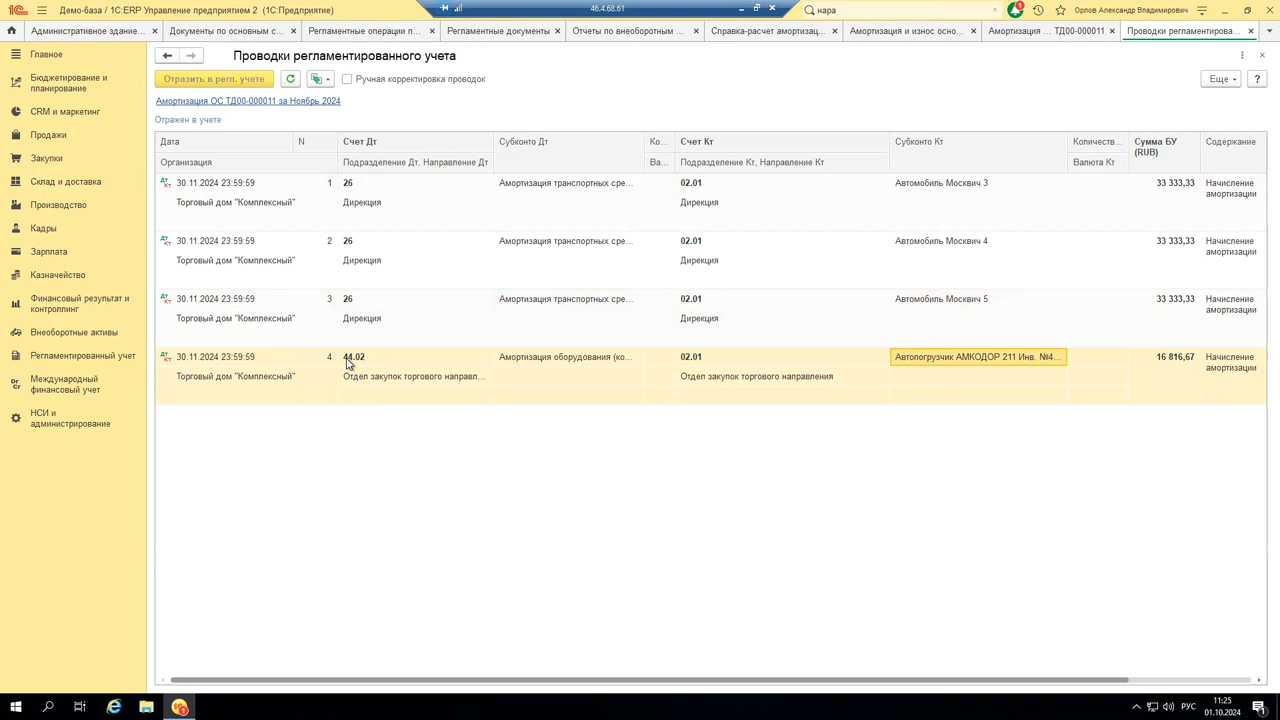 Демо-база / 1С:ERP Управление предприятием 2 (1С:Предприятие)
46.4.68.61
нара
1
Орлов Александр Владимирович
Административное здание...
Документы по основным с...
Регламентные операции п...
Регламентные документы
Отчеты по внеоборотным ...
Справка-расчет амортизац...
Амортизация и износ осно...
Амортизация ... ТД00-000011
Проводки регламентирова...
Главное
Бюджетирование и
планирование
CRM и маркетинг
Продажи
Закупки
Склад и доставка
Производство
Кадры
Зарплата
Казначейство
Финансовый результат и
контроллинг
Внеоборотные активы
Регламентированный учет
Международный
финансовый учет
НСИ и
администрирование
Проводки регламентированного учета
Отразить в регл. учете
Ручная корректировка проводок
Еще
?
Амортизация ОС ТД00-000011 за Ноябрь 2024
Отражен в учете
Дата N Счет Дт Субконто Дт Ко... Счет Кт Субконто Кт Количеств... Сумма БУ (RUB) Содержание
Организация Подразделение Дт, Направление Дт Ва... Подразделение Кт, Направление Кт Валюта Кт
30.11.2024 23:59:59 1 26 Амортизация транспортных сре... 02.01 Автомобиль Москвич 3 33 333,33 Начисление амортизации
Торговый дом "Комплексный" Дирекция Дирекция
30.11.2024 23:59:59 2 26 Амортизация транспортных сре... 02.01 Автомобиль Москвич 4 33 333,33 Начисление амортизации
Торговый дом "Комплексный" Дирекция Дирекция
30.11.2024 23:59:59 3 26 Амортизация транспортных сре... 02.01 Автомобиль Москвич 5 33 333,33 Начисление амортизации
Торговый дом "Комплексный" Дирекция Дирекция
30.11.2024 23:59:59 4 44.02 Амортизация оборудования (ко... 02.01 Автопогрузчик АМКОДОР 211 Инв. №4... 16 816,67 Начисление амортизации
Торговый дом "Комплексный" Отдел закупок торгового направл... Отдел закупок торгового направления
РУС
11:25
01.10.2024
1